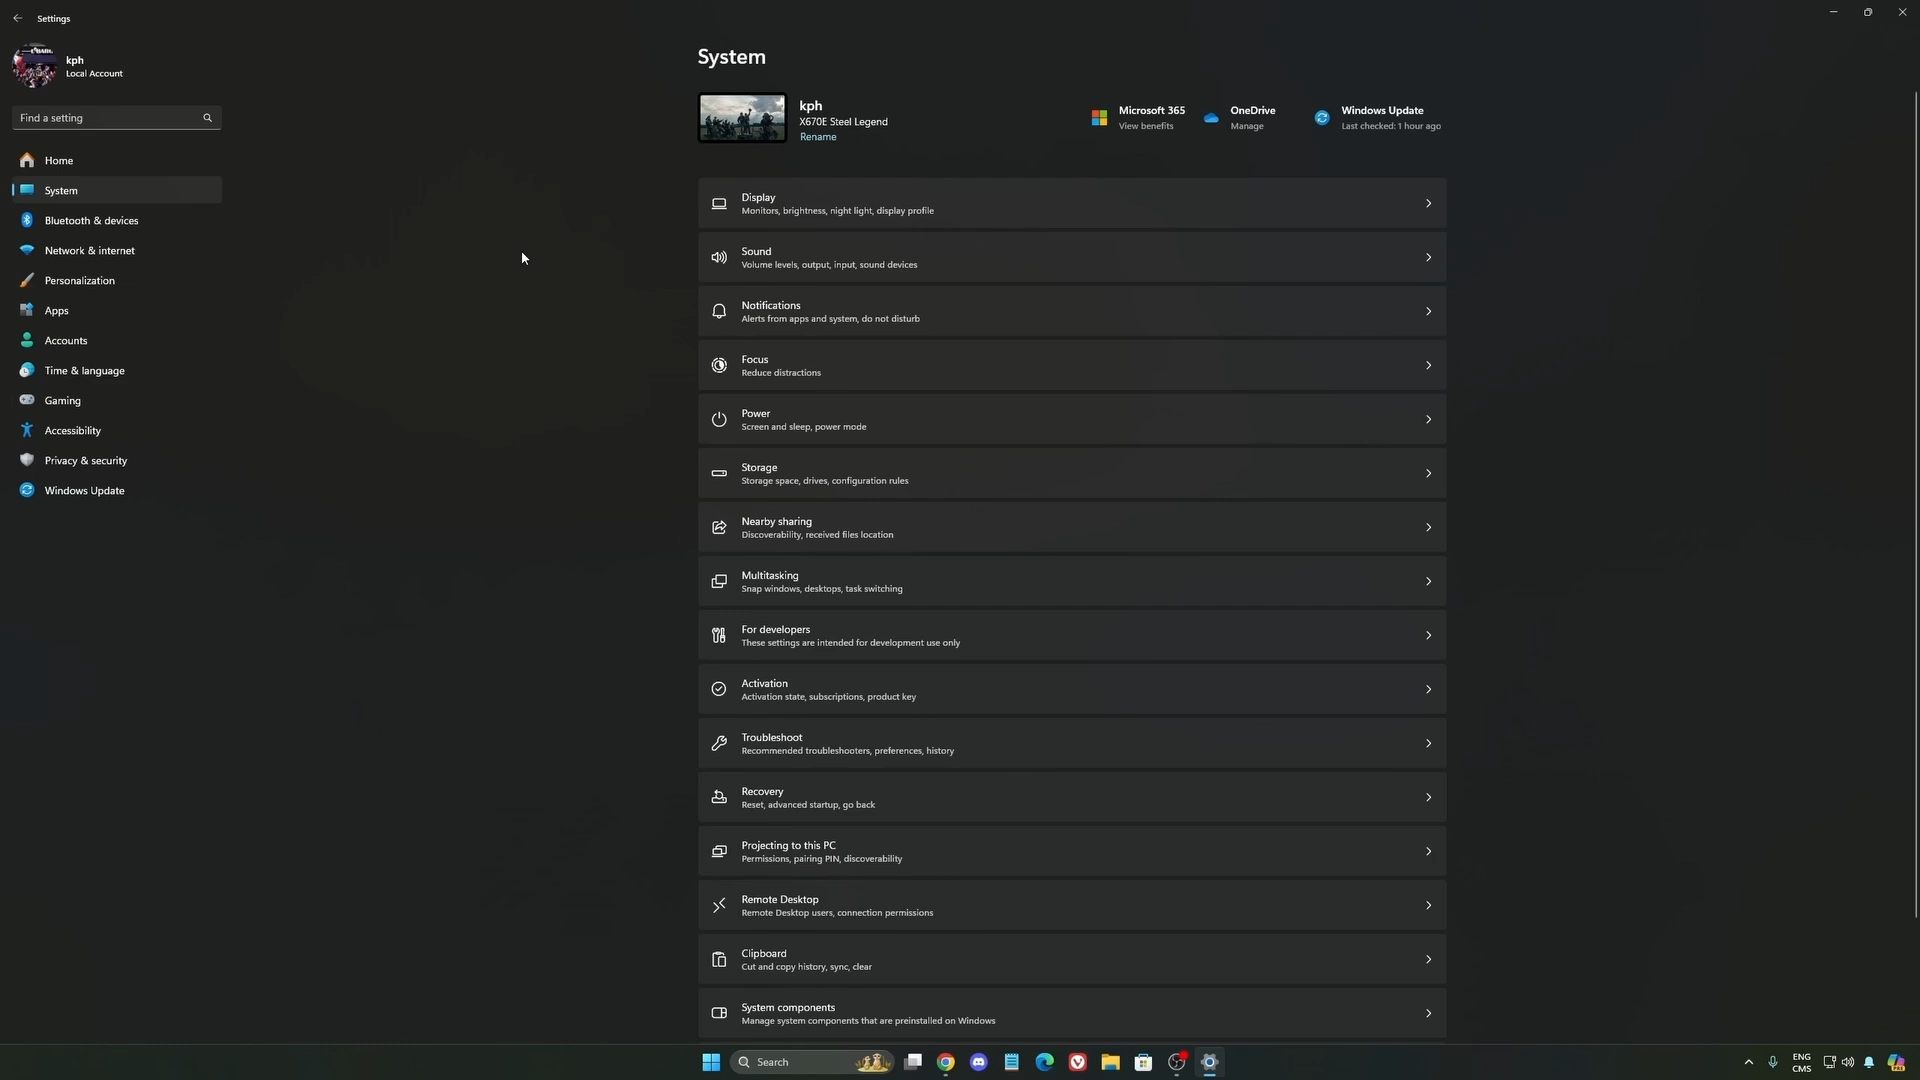 Settings
kph
Local Account
Find a setting
Home
System
Bluetooth & devices
Network & internet
Personalization
Apps
Accounts
Time & language
Gaming
Accessibility
Privacy & security
Windows Update
System
kph
X670E Steel Legend
Rename
Microsoft 365
View benefits
OneDrive
Manage
Windows Update
Last checked: 1 hour ago
Display
Monitors, brightness, night light, display profile
Sound
Volume levels, output, input, sound devices
Notifications
Alerts from apps and system, do not disturb
Focus
Reduce distractions
Power
Screen and sleep, power mode
Storage
Storage space, drives, configuration rules
Nearby sharing
Discoverability, received files location
Multitasking
Snap windows, desktops, task switching
For developers
These settings are intended for development use only
Activation
Activation state, subscriptions, product key
Troubleshoot
Recommended troubleshooters, preferences, history
Recovery
Reset, advanced startup, go back
Projecting to this PC
Permissions, pairing PIN, discoverability
Remote Desktop
Remote Desktop users, connection permissions
Clipboard
Cut and copy history, sync, clear
System components
Manage system components that are preinstalled on Windows
Search
ENG
CMS